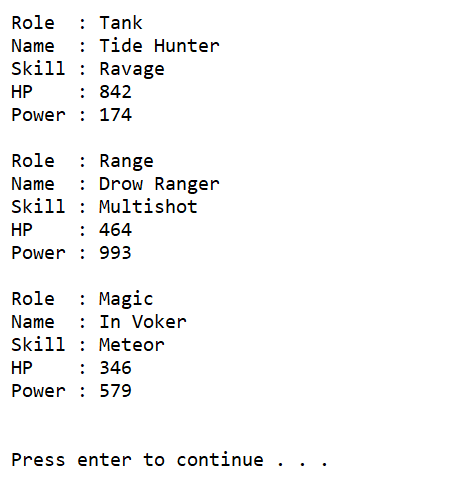 Role  : Tank
Name  : Tide Hunter
Skill : Ravage
HP    : 842
Power : 174

Role  : Range
Name  : Drow Ranger
Skill : Multishot
HP    : 464
Power : 993

Role  : Magic
Name  : In Voker
Skill : Meteor
HP    : 346
Power : 579

Press enter to continue . . .